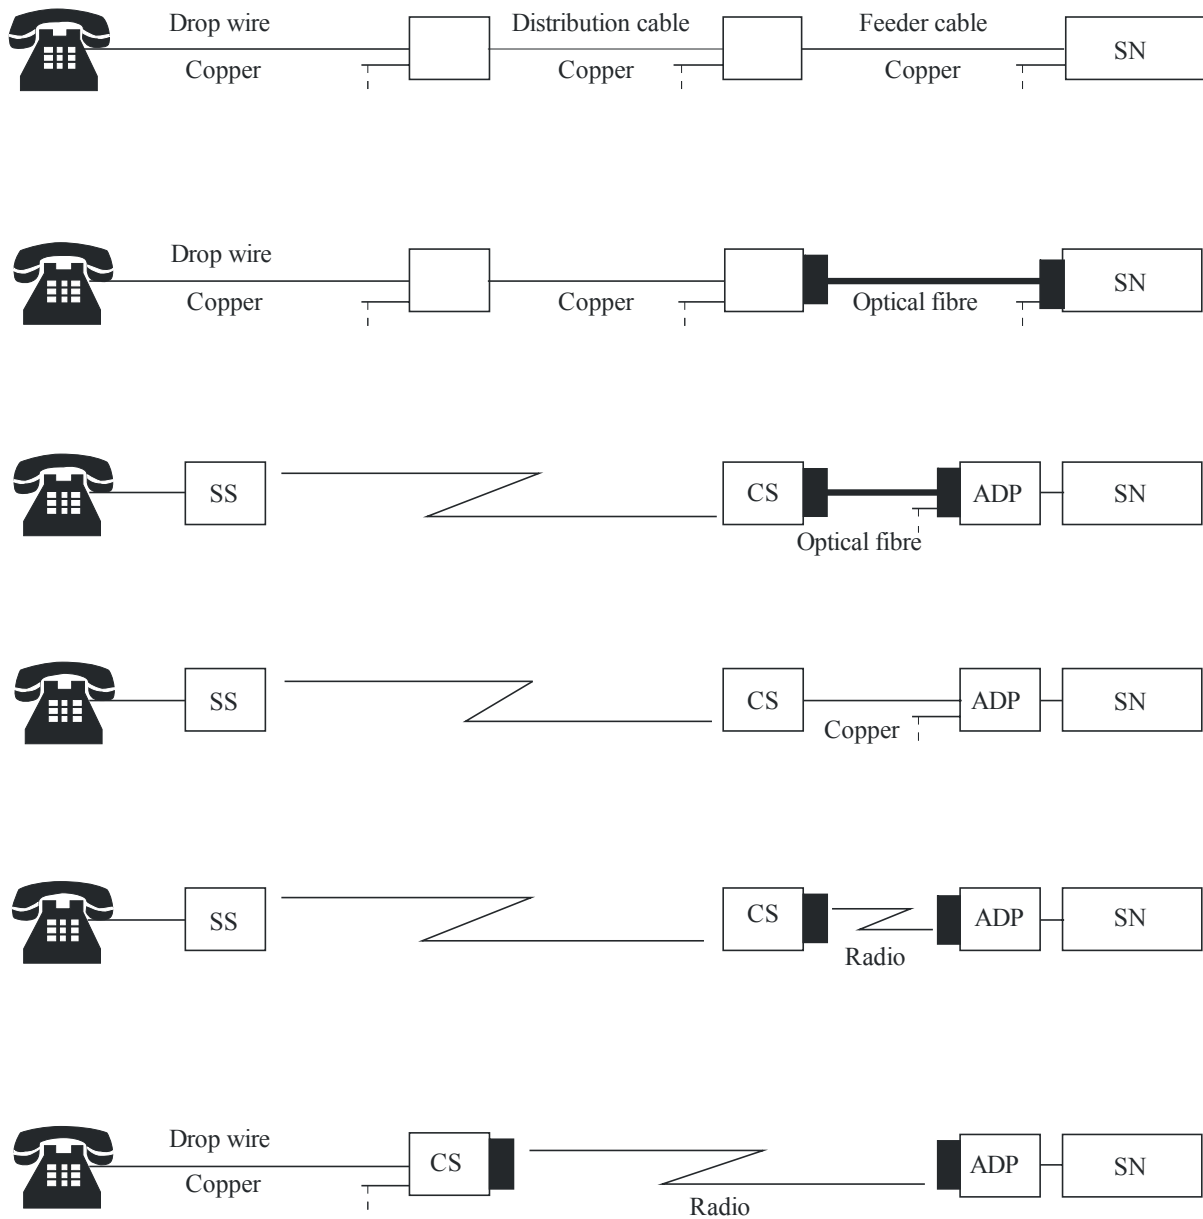 Drop wire
Distribution cable
Feeder cable
SN
Copper
Copper
Copper
Drop wire
SN
Copper
Copper
Optical fibre
SS
CS
ADP
SN
Optical fibre
SS
CS
ADP
SN
Copper
SS
CS
ADP
SN
Radio
Drop wire
CS
ADP
SN
Copper
Radio